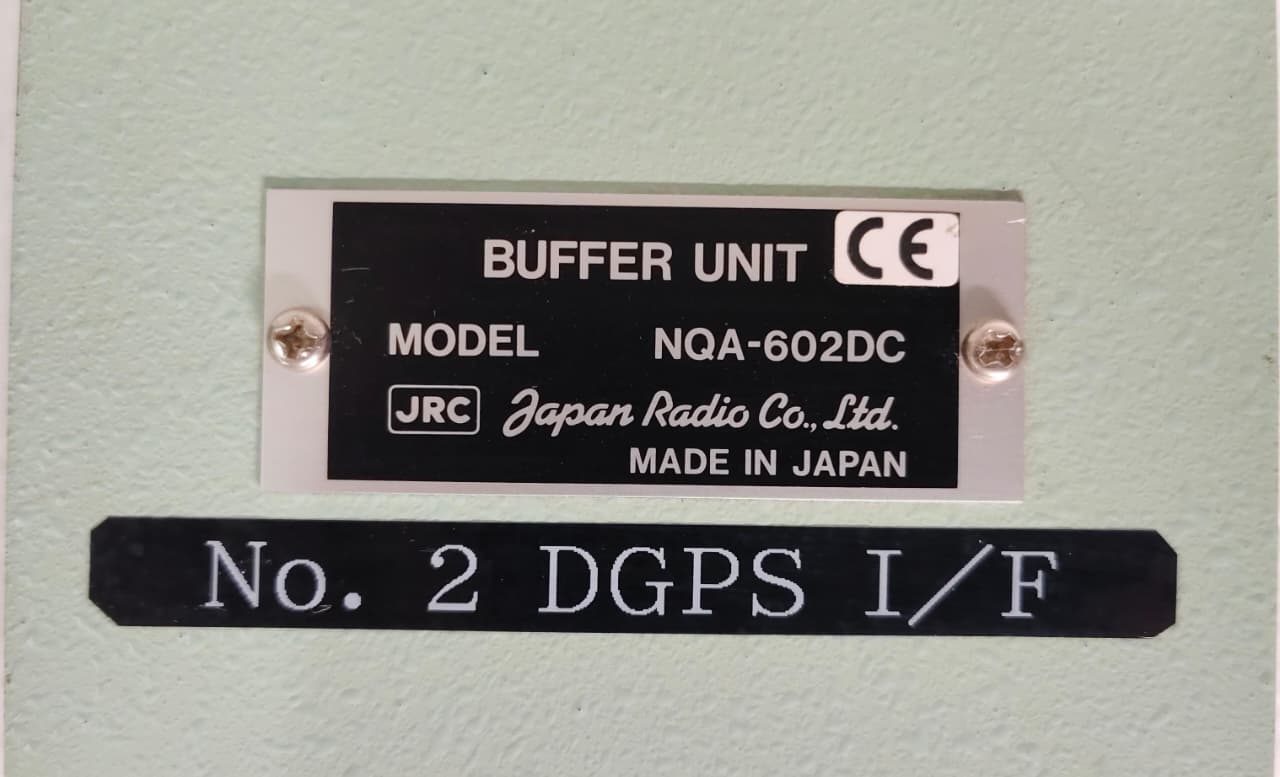 BUFFER UNIT CE
MODEL NQA-602DC
JRC Japan Radio Co., Ltd.
MADE IN JAPAN
No. 2 DGPS I/F